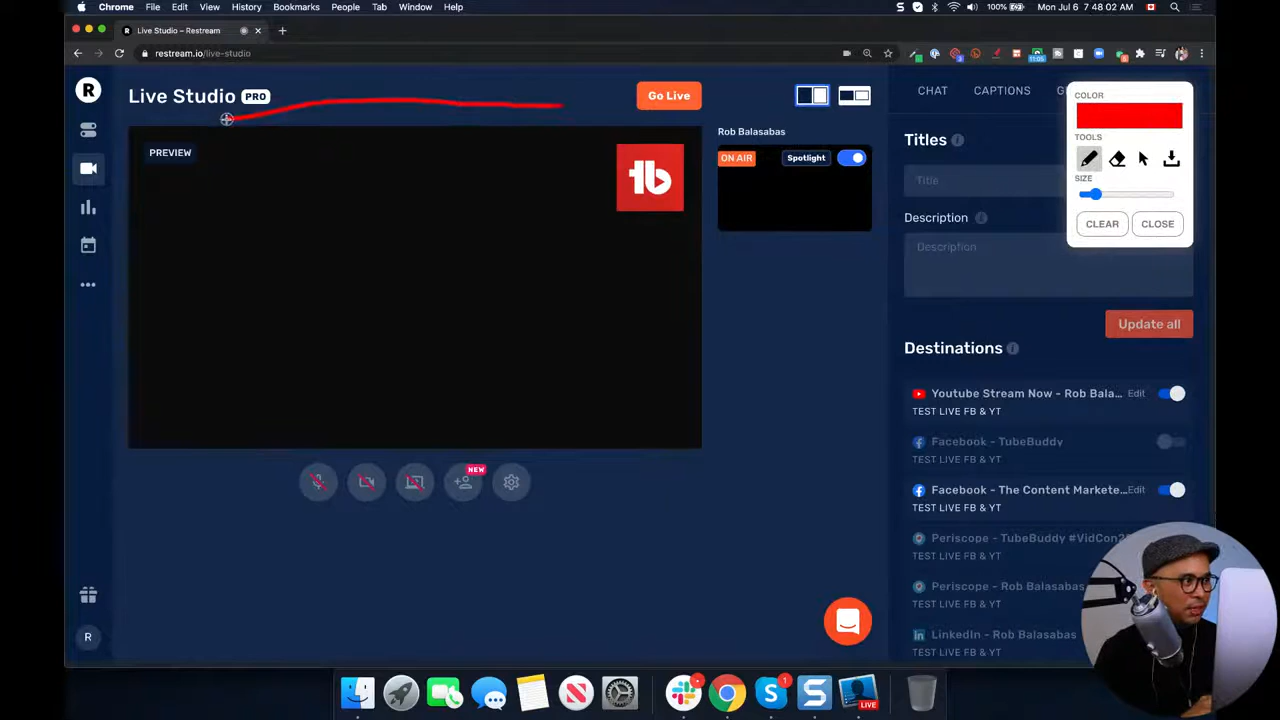 Chrome File Edit View History Bookmarks People Tab Window Help 100% Mon Jul 6 7:48:02 AM
Live Studio – Restream
restream.io/live-studio
11:05
R
Live Studio PRO
Go Live
CHAT CAPTIONS G
COLOR
TOOLS
SIZE
CLEAR CLOSE
PREVIEW
tb
Rob Balasabas
ON AIR Spotlight
Titles
Title
Description
Description
Update all
Destinations
Youtube Stream Now - Rob Bala... Edit
TEST LIVE FB & YT
Facebook - TubeBuddy
TEST LIVE FB & YT
Facebook - The Content Markete... Edit
TEST LIVE FB & YT
Periscope - TubeBuddy #VidCon2
TEST LIVE FB & YT
Periscope - Rob Balasabas
TEST LIVE FB & YT
LinkedIn - Rob Balasabas
TEST LIVE FB & YT
NEW
R
1
LIVE